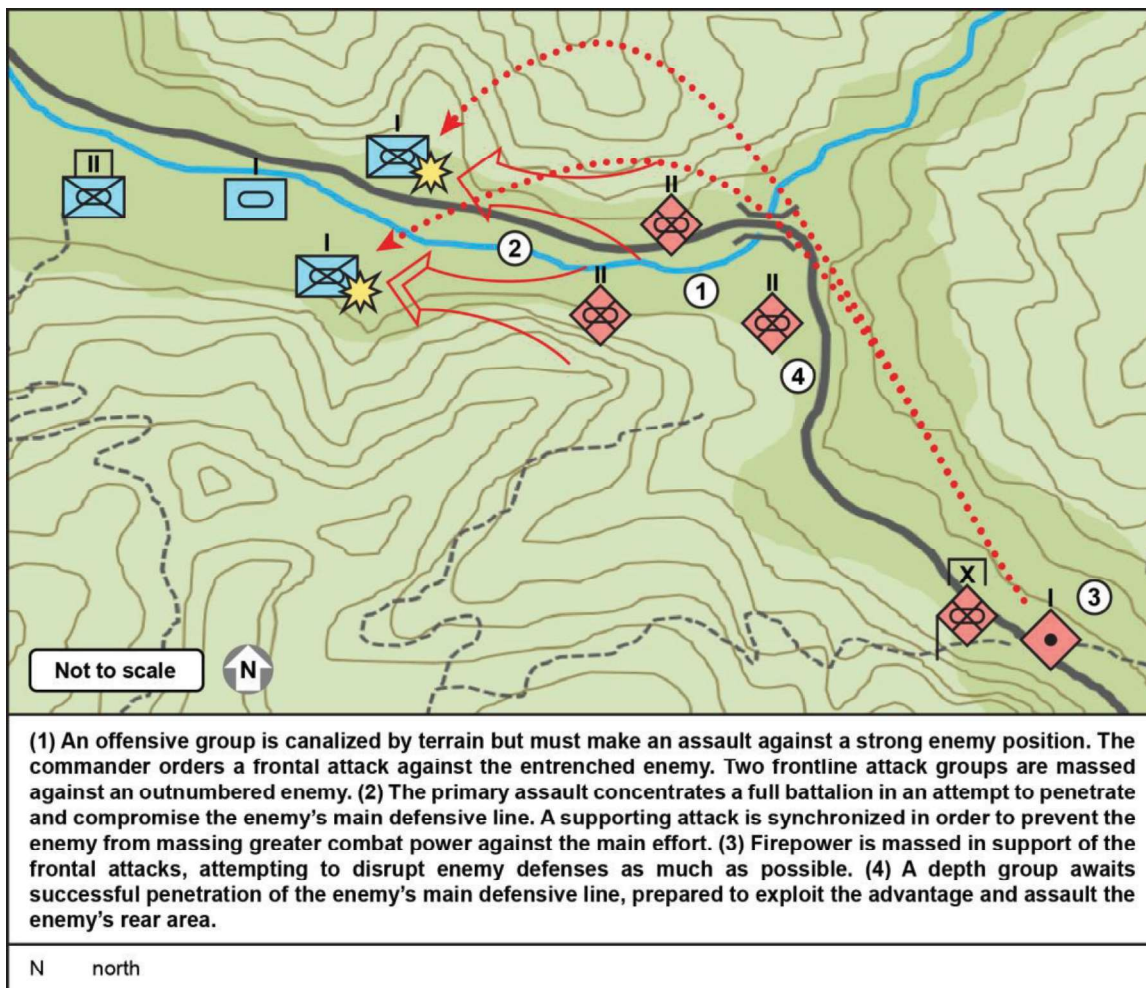 I
II
I
II
I
2
II
1
II
4
X
I
3
Not to scale
N
(1) An offensive group is canalized by terrain but must make an assault against a strong enemy position. The
commander orders a frontal attack against the entrenched enemy. Two frontline attack groups are massed
against an outnumbered enemy. (2) The primary assault concentrates a full battalion in an attempt to penetrate
and compromise the enemy’s main defensive line. A supporting attack is synchronized in order to prevent the
enemy from massing greater combat power against the main effort. (3) Firepower is massed in support of the
frontal attacks, attempting to disrupt enemy defenses as much as possible. (4) A depth group awaits
successful penetration of the enemy’s main defensive line, prepared to exploit the advantage and assault the
enemy’s rear area.
N north